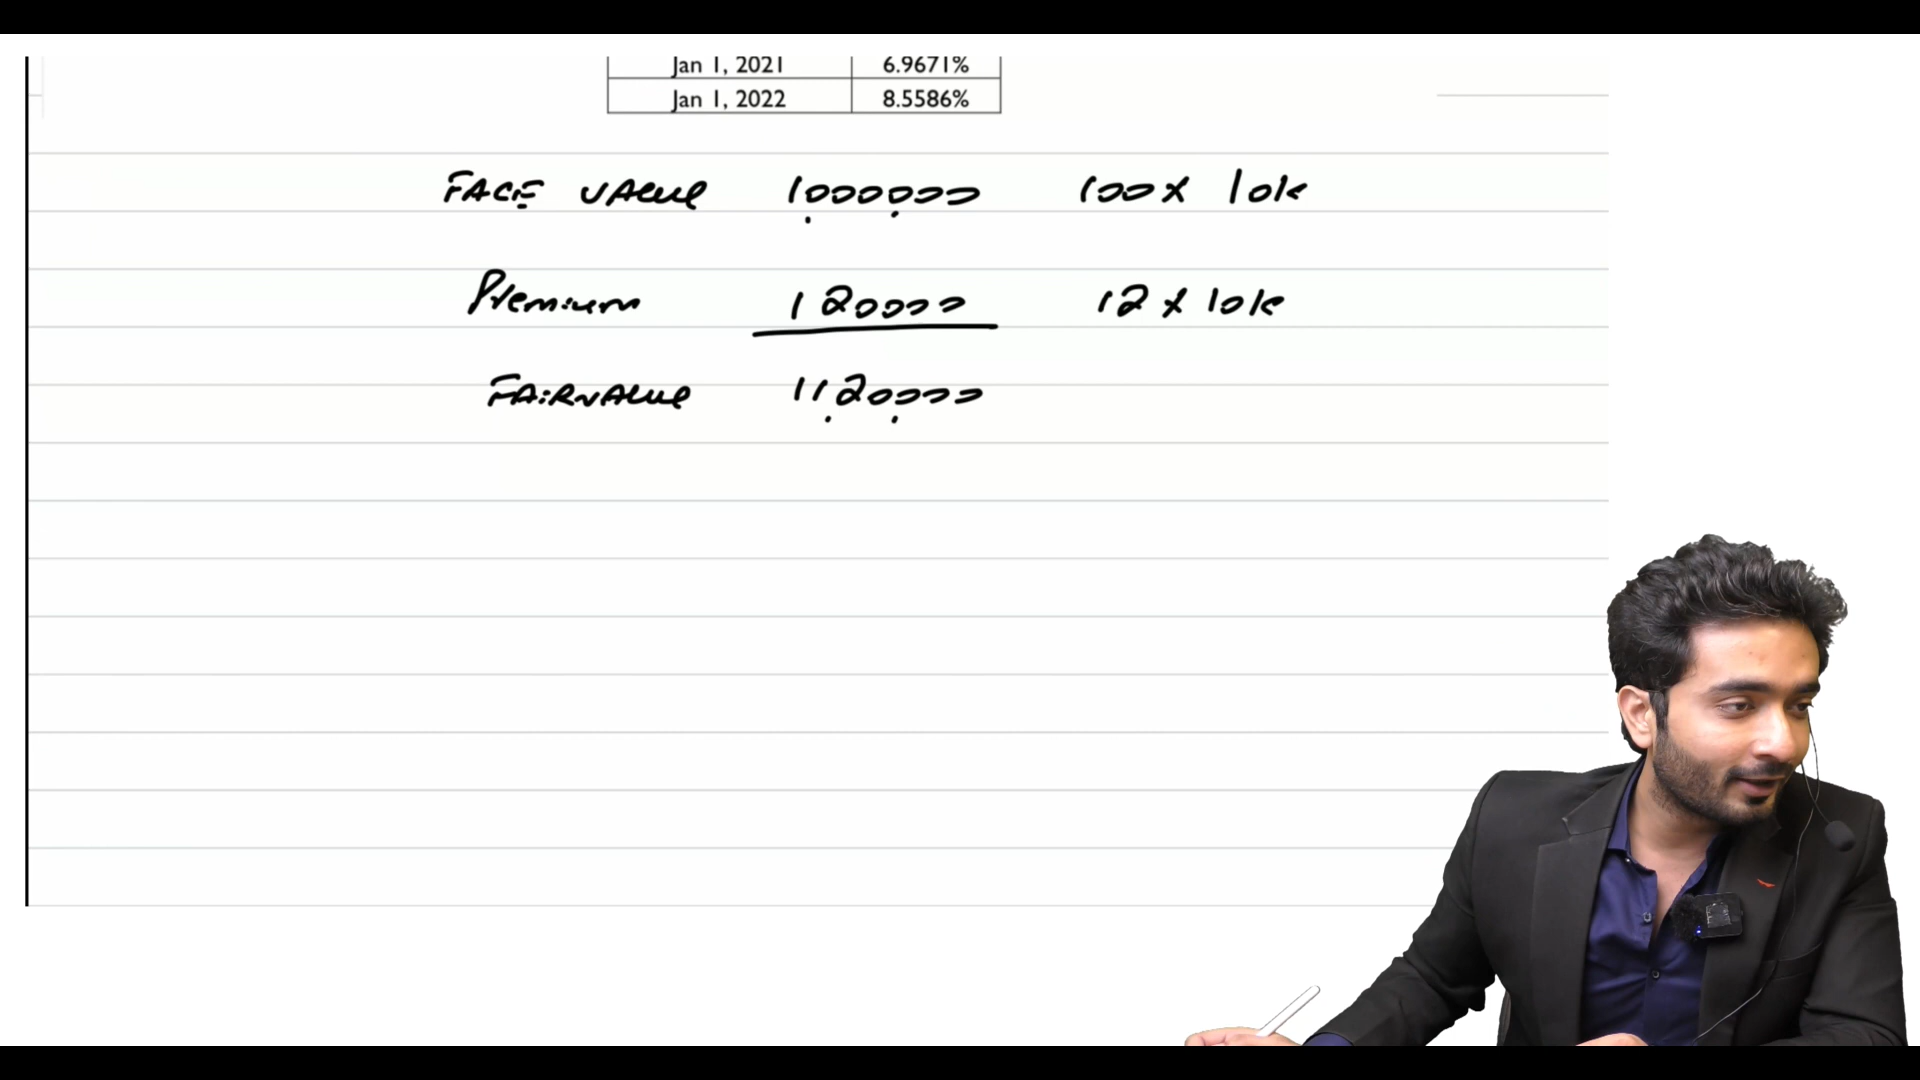 Jan 1, 2021 6.9671%
Jan 1, 2022 8.5586%
FACE VALUE 1000000 100 x 10k
Premium 120000 12 x 10k
FAIRVALUE 1120000